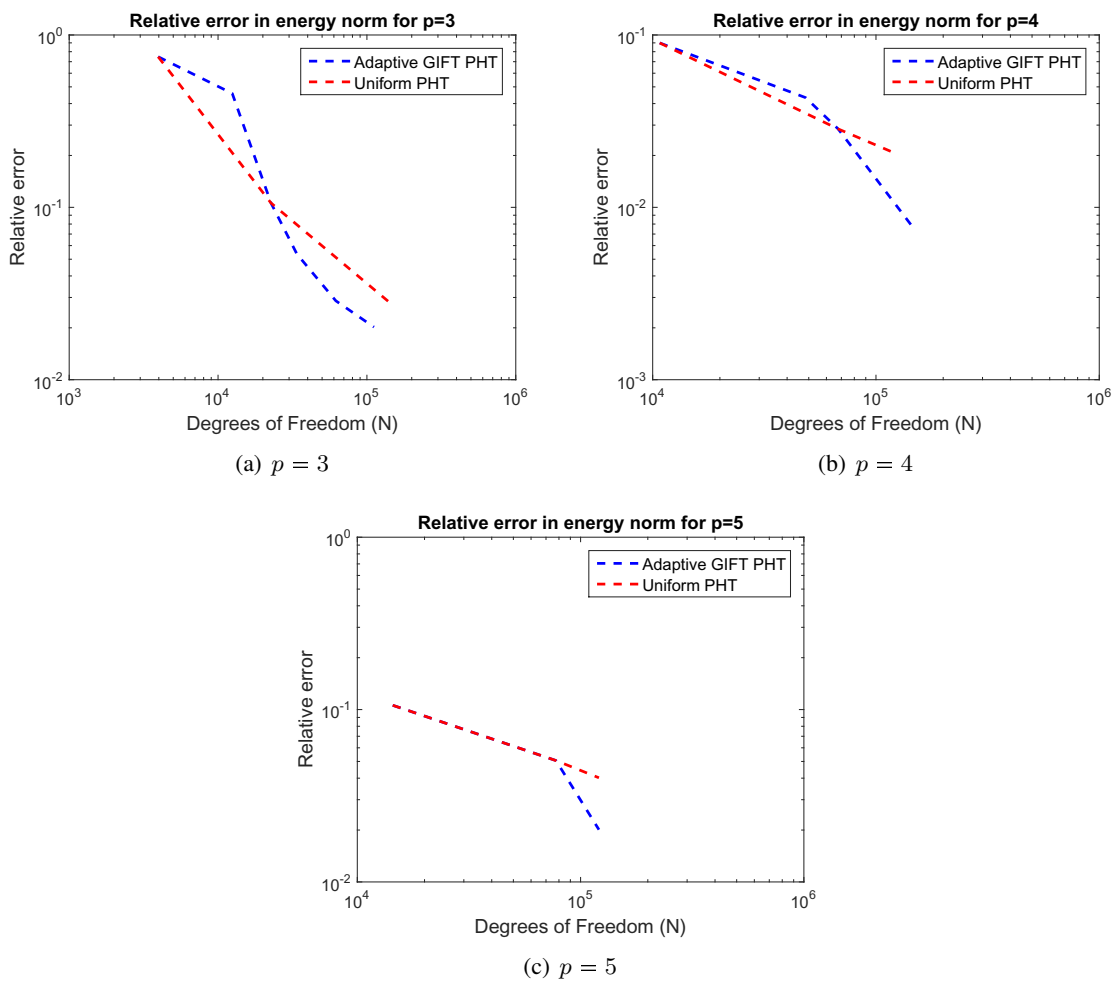 Relative error in energy norm for p=3
10^0
10^-1
10^-2
Relative error
Adaptive GIFT PHT
Uniform PHT
10^3 10^4 10^5 10^6
Degrees of Freedom (N)
(a) p = 3
Relative error in energy norm for p=4
10^-1
10^-2
10^-3
Relative error
Adaptive GIFT PHT
Uniform PHT
10^4 10^5 10^6
Degrees of Freedom (N)
(b) p = 4
Relative error in energy norm for p=5
10^0
10^-1
10^-2
Relative error
Adaptive GIFT PHT
Uniform PHT
10^4 10^5 10^6
Degrees of Freedom (N)
(c) p = 5